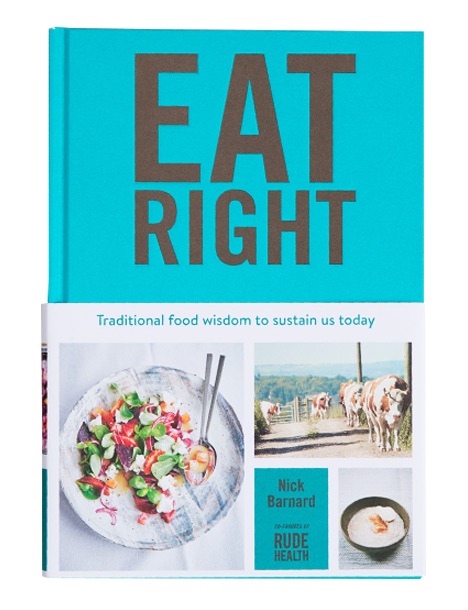 EAT
RIGHT
Traditional food wisdom to sustain us today
Nick
Barnard
CO-FOUNDER OF
RUDE
HEALTH